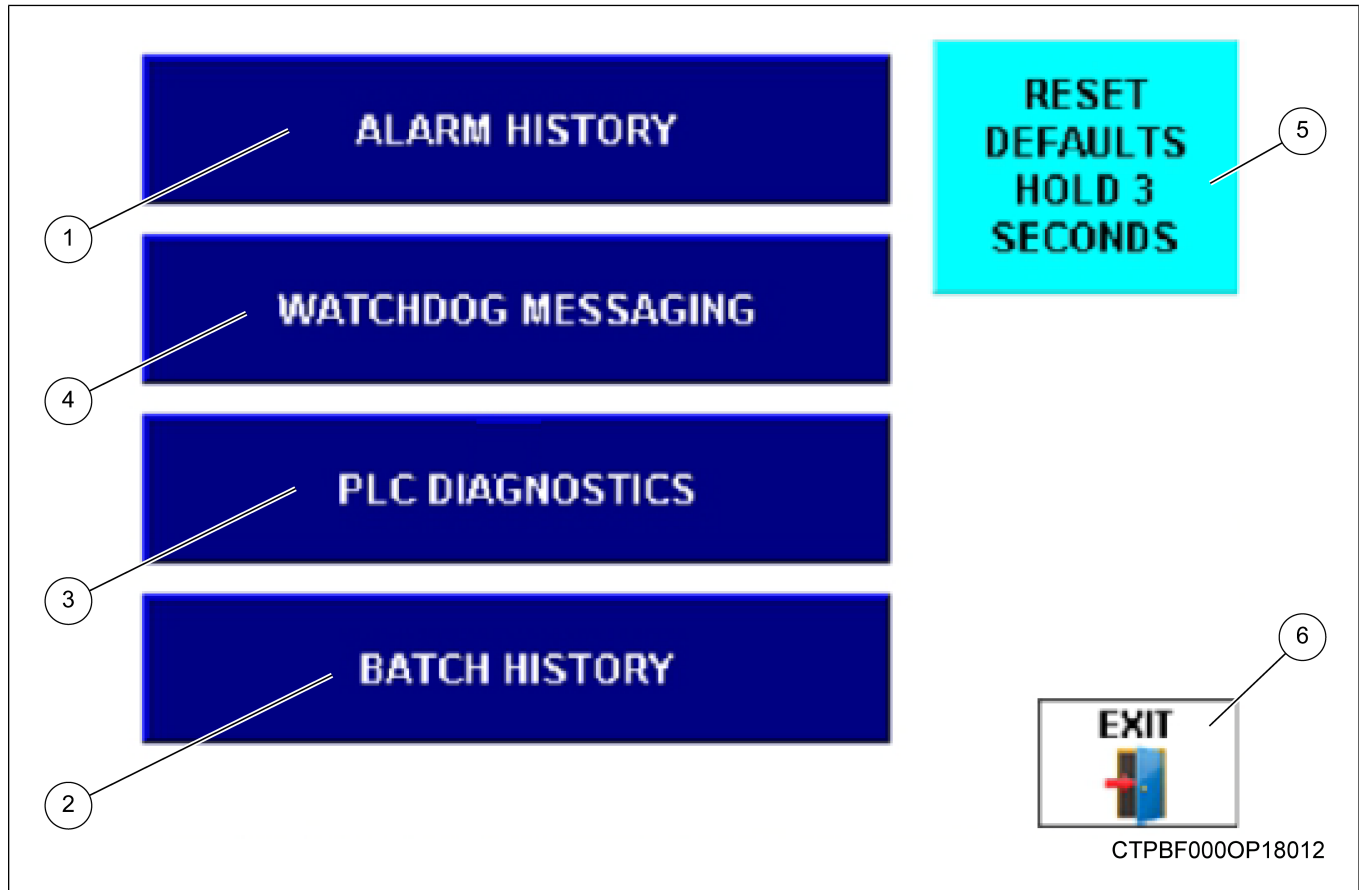 ALARM HISTORY
1
WATCHDOG MESSAGING
4
PLC DIAGNOSTICS
3
BATCH HISTORY
2
RESET
DEFAULTS
HOLD 3
SECONDS
5
6
EXIT
CTPBF000OP18012